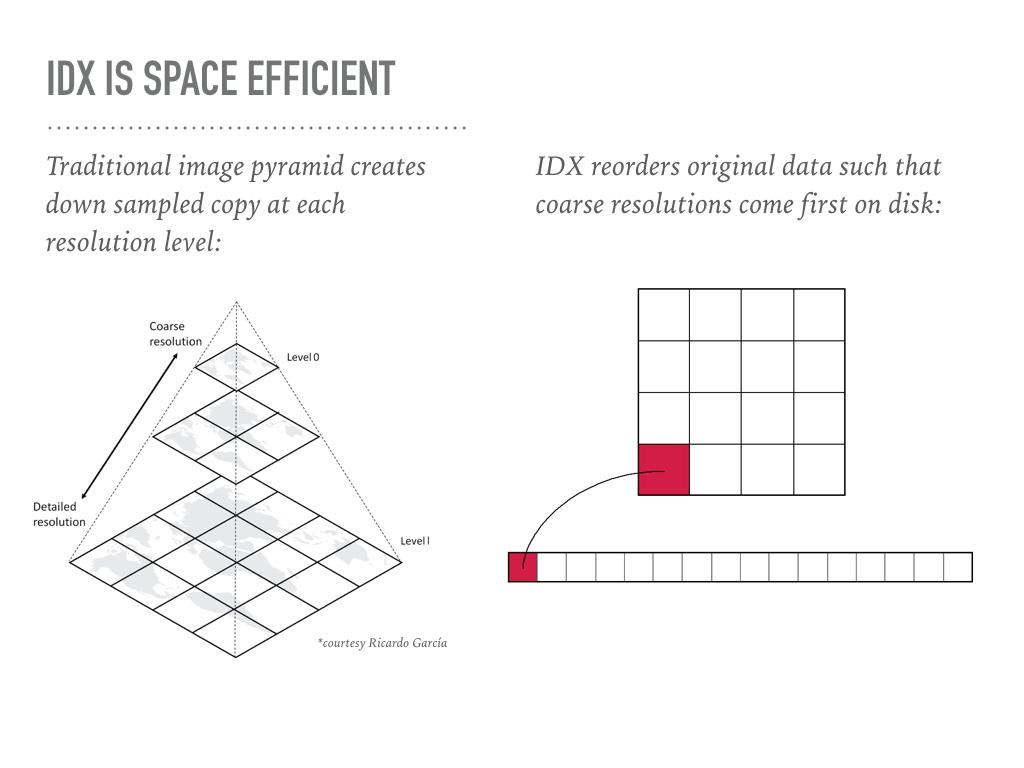 IDX IS SPACE EFFICIENT
Traditional image pyramid creates
down sampled copy at each
resolution level:
IDX reorders original data such that
coarse resolutions come first on disk:
Coarse
resolution
Level 0
Detailed
resolution
Level l
*courtesy Ricardo García